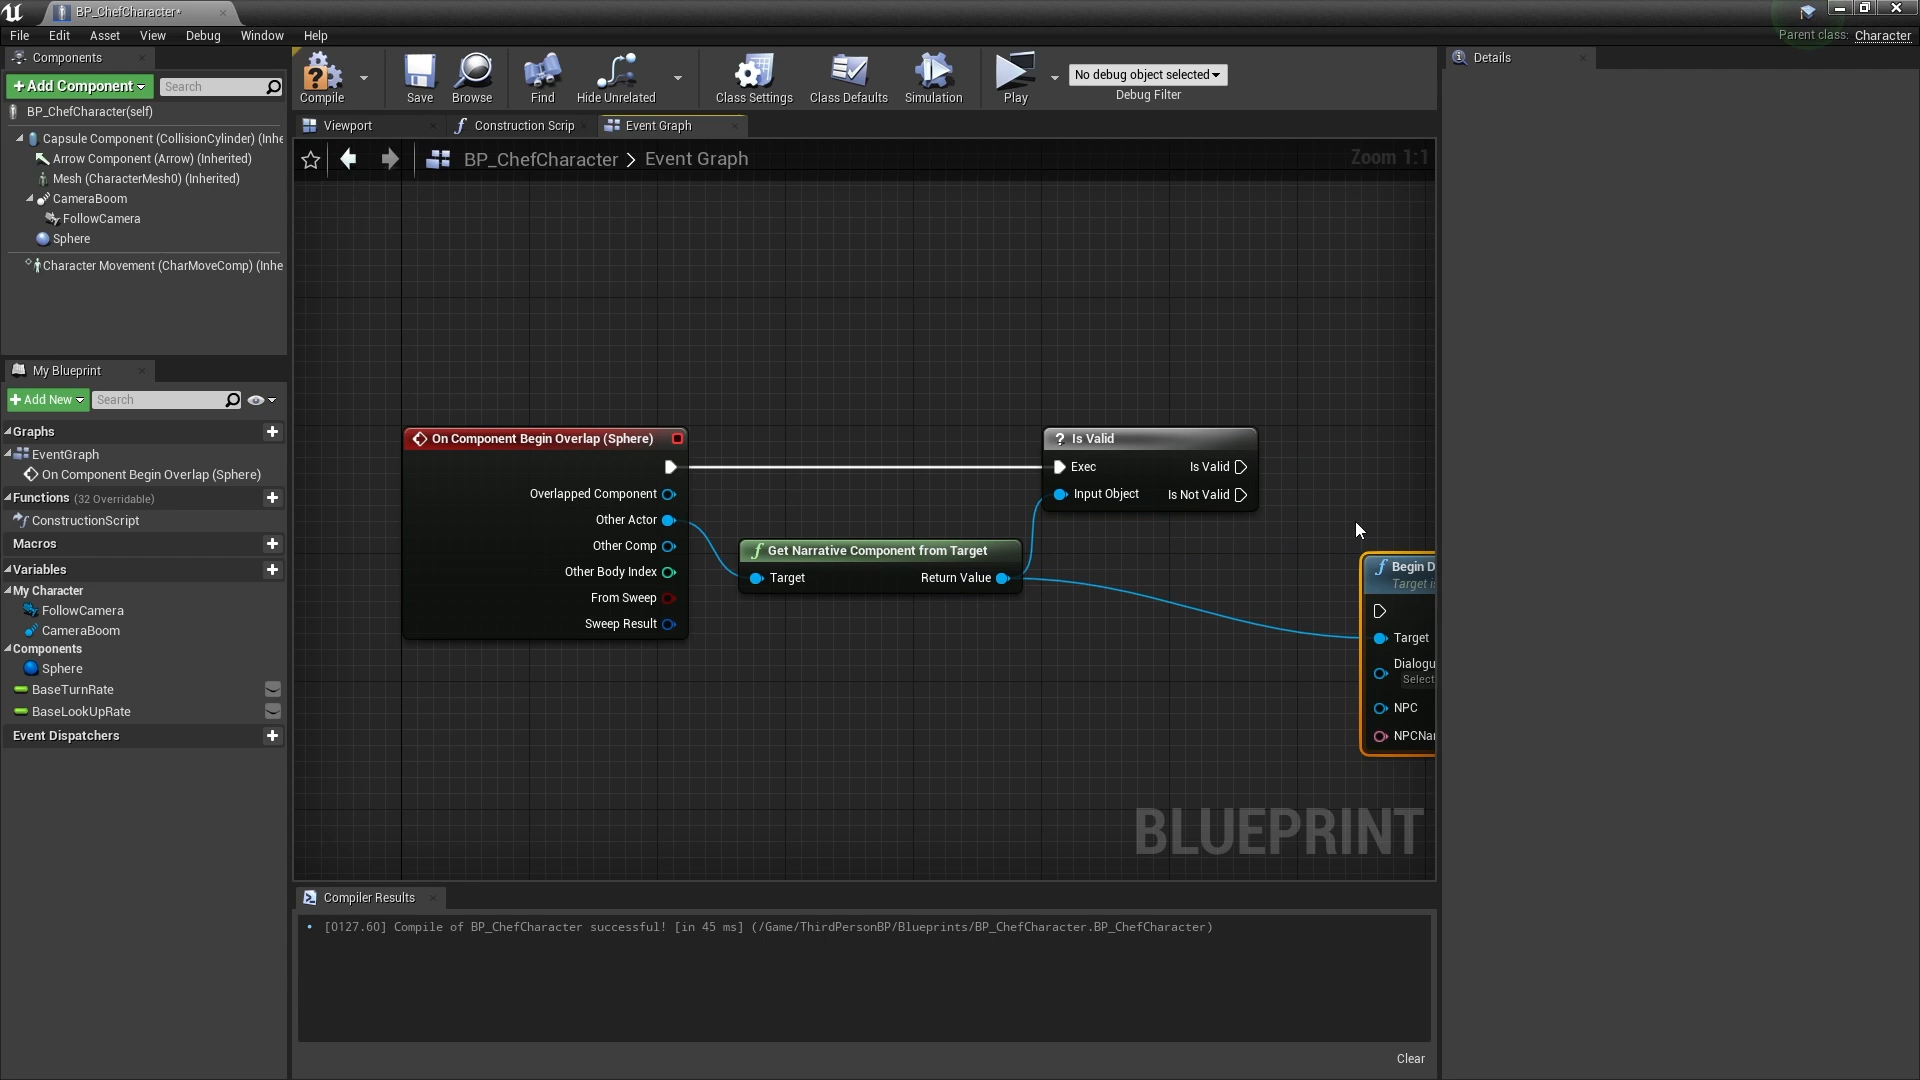 BP_ChefCharacter*
File Edit Asset View Debug Window Help
Parent class: Character
Components
+Add Component
Search
BP_ChefCharacter(self)
Capsule Component (CollisionCylinder) (Inhe
Arrow Component (Arrow) (Inherited)
Mesh (CharacterMesh0) (Inherited)
CameraBoom
FollowCamera
Sphere
Character Movement (CharMoveComp) (Inhe
My Blueprint
+Add New
Search
Graphs
EventGraph
On Component Begin Overlap (Sphere)
Functions (32 Overridable)
ConstructionScript
Macros
Variables
My Character
FollowCamera
CameraBoom
Components
Sphere
BaseTurnRate
BaseLookUpRate
Event Dispatchers
Compile
Save
Browse
Find
Hide Unrelated
Class Settings
Class Defaults
Simulation
Play
No debug object selected
Debug Filter
Viewport
Construction Scrip
Event Graph
BP_ChefCharacter > Event Graph
Zoom 1:1
On Component Begin Overlap (Sphere)
Overlapped Component
Other Actor
Other Comp
Other Body Index
From Sweep
Sweep Result
f Get Narrative Component from Target
Target Return Value
? Is Valid
Exec Is Valid
Input Object Is Not Valid
f Begin D
Target is
Target
Dialogu
Select
NPC
NPCNar
BLUEPRINT
Compiler Results
• [0127.60] Compile of BP_ChefCharacter successful! [in 45 ms] (/Game/ThirdPersonBP/Blueprints/BP_ChefCharacter.BP_ChefCharacter)
Clear
Details